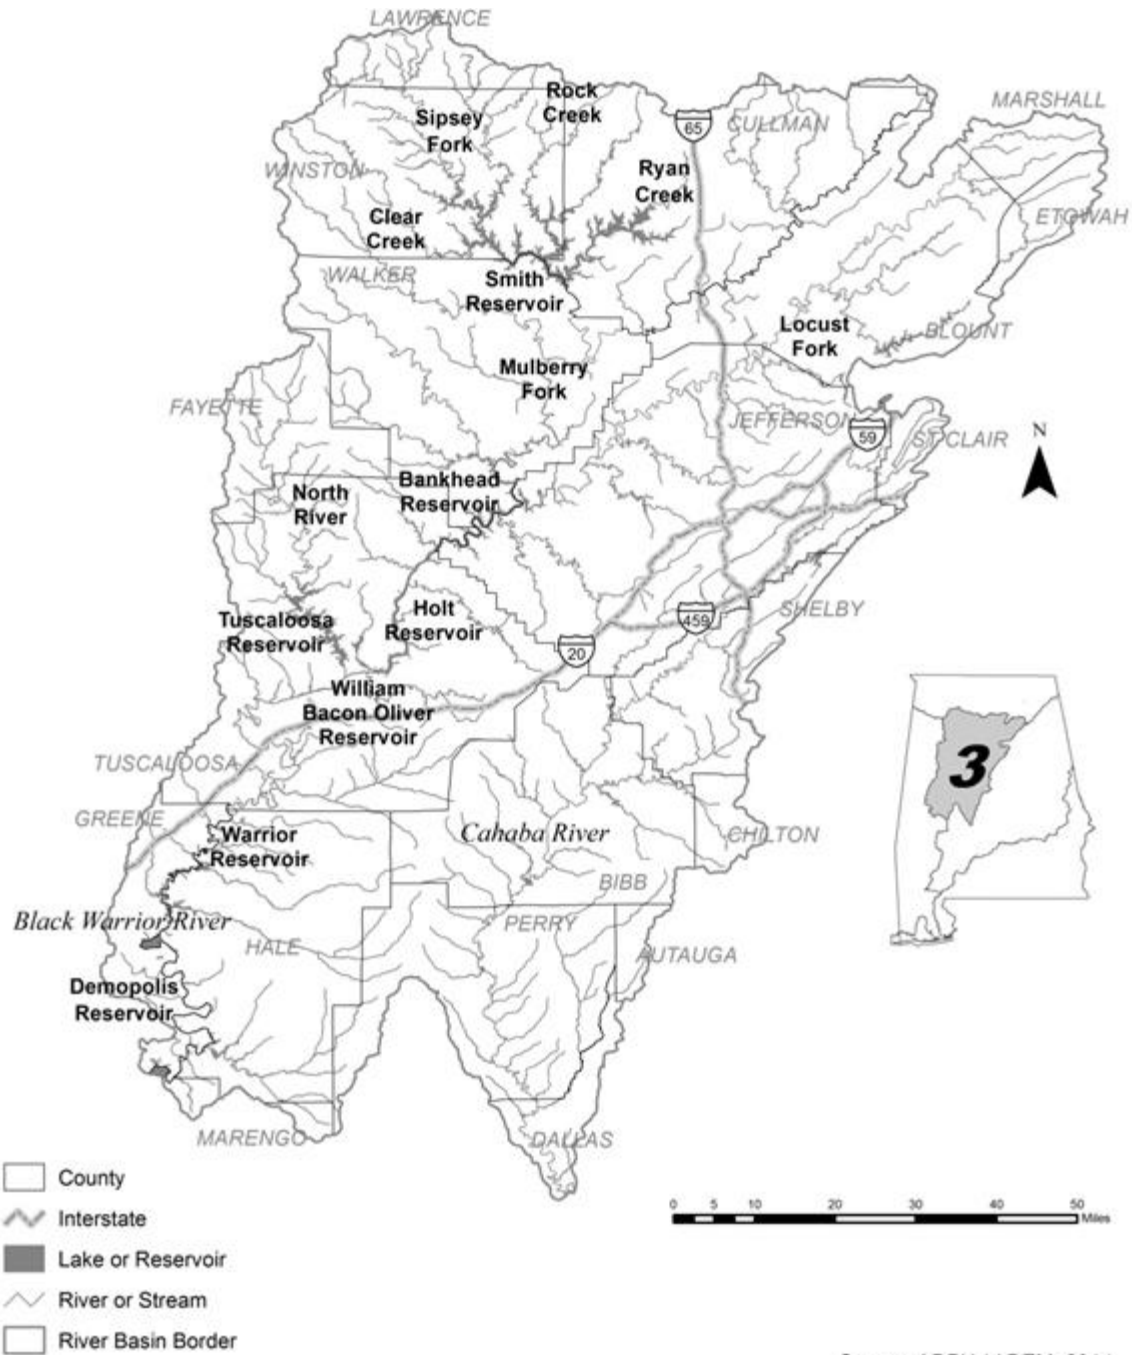 LAWRENCE
Rock
Creek
MARSHALL
Sipsey
Fork
65
CULLMAN
WINSTON
Ryan
Creek
Clear
Creek
ETOWAH
WALKER
Smith
Reservoir
Locust
Fork
BLOUNT
Mulberry
Fork
FAYETTE
JEFFERSON
59
ST CLAIR
N
Bankhead
Reservoir
North
River
Holt
Reservoir
SHELBY
459
Tuscaloosa
Reservoir
20
William
Bacon Oliver
Reservoir
TUSCALOOSA
3
GREENE
Warrior
Reservoir
Cahaba River
CHILTON
BIBB
Black Warrior River
PERRY
HALE
AUTAUGA
Demopolis
Reservoir
MARENGO
DALLAS
County
Interstate
Lake or Reservoir
River or Stream
River Basin Border
0 5 10 20 30 40 50
Miles